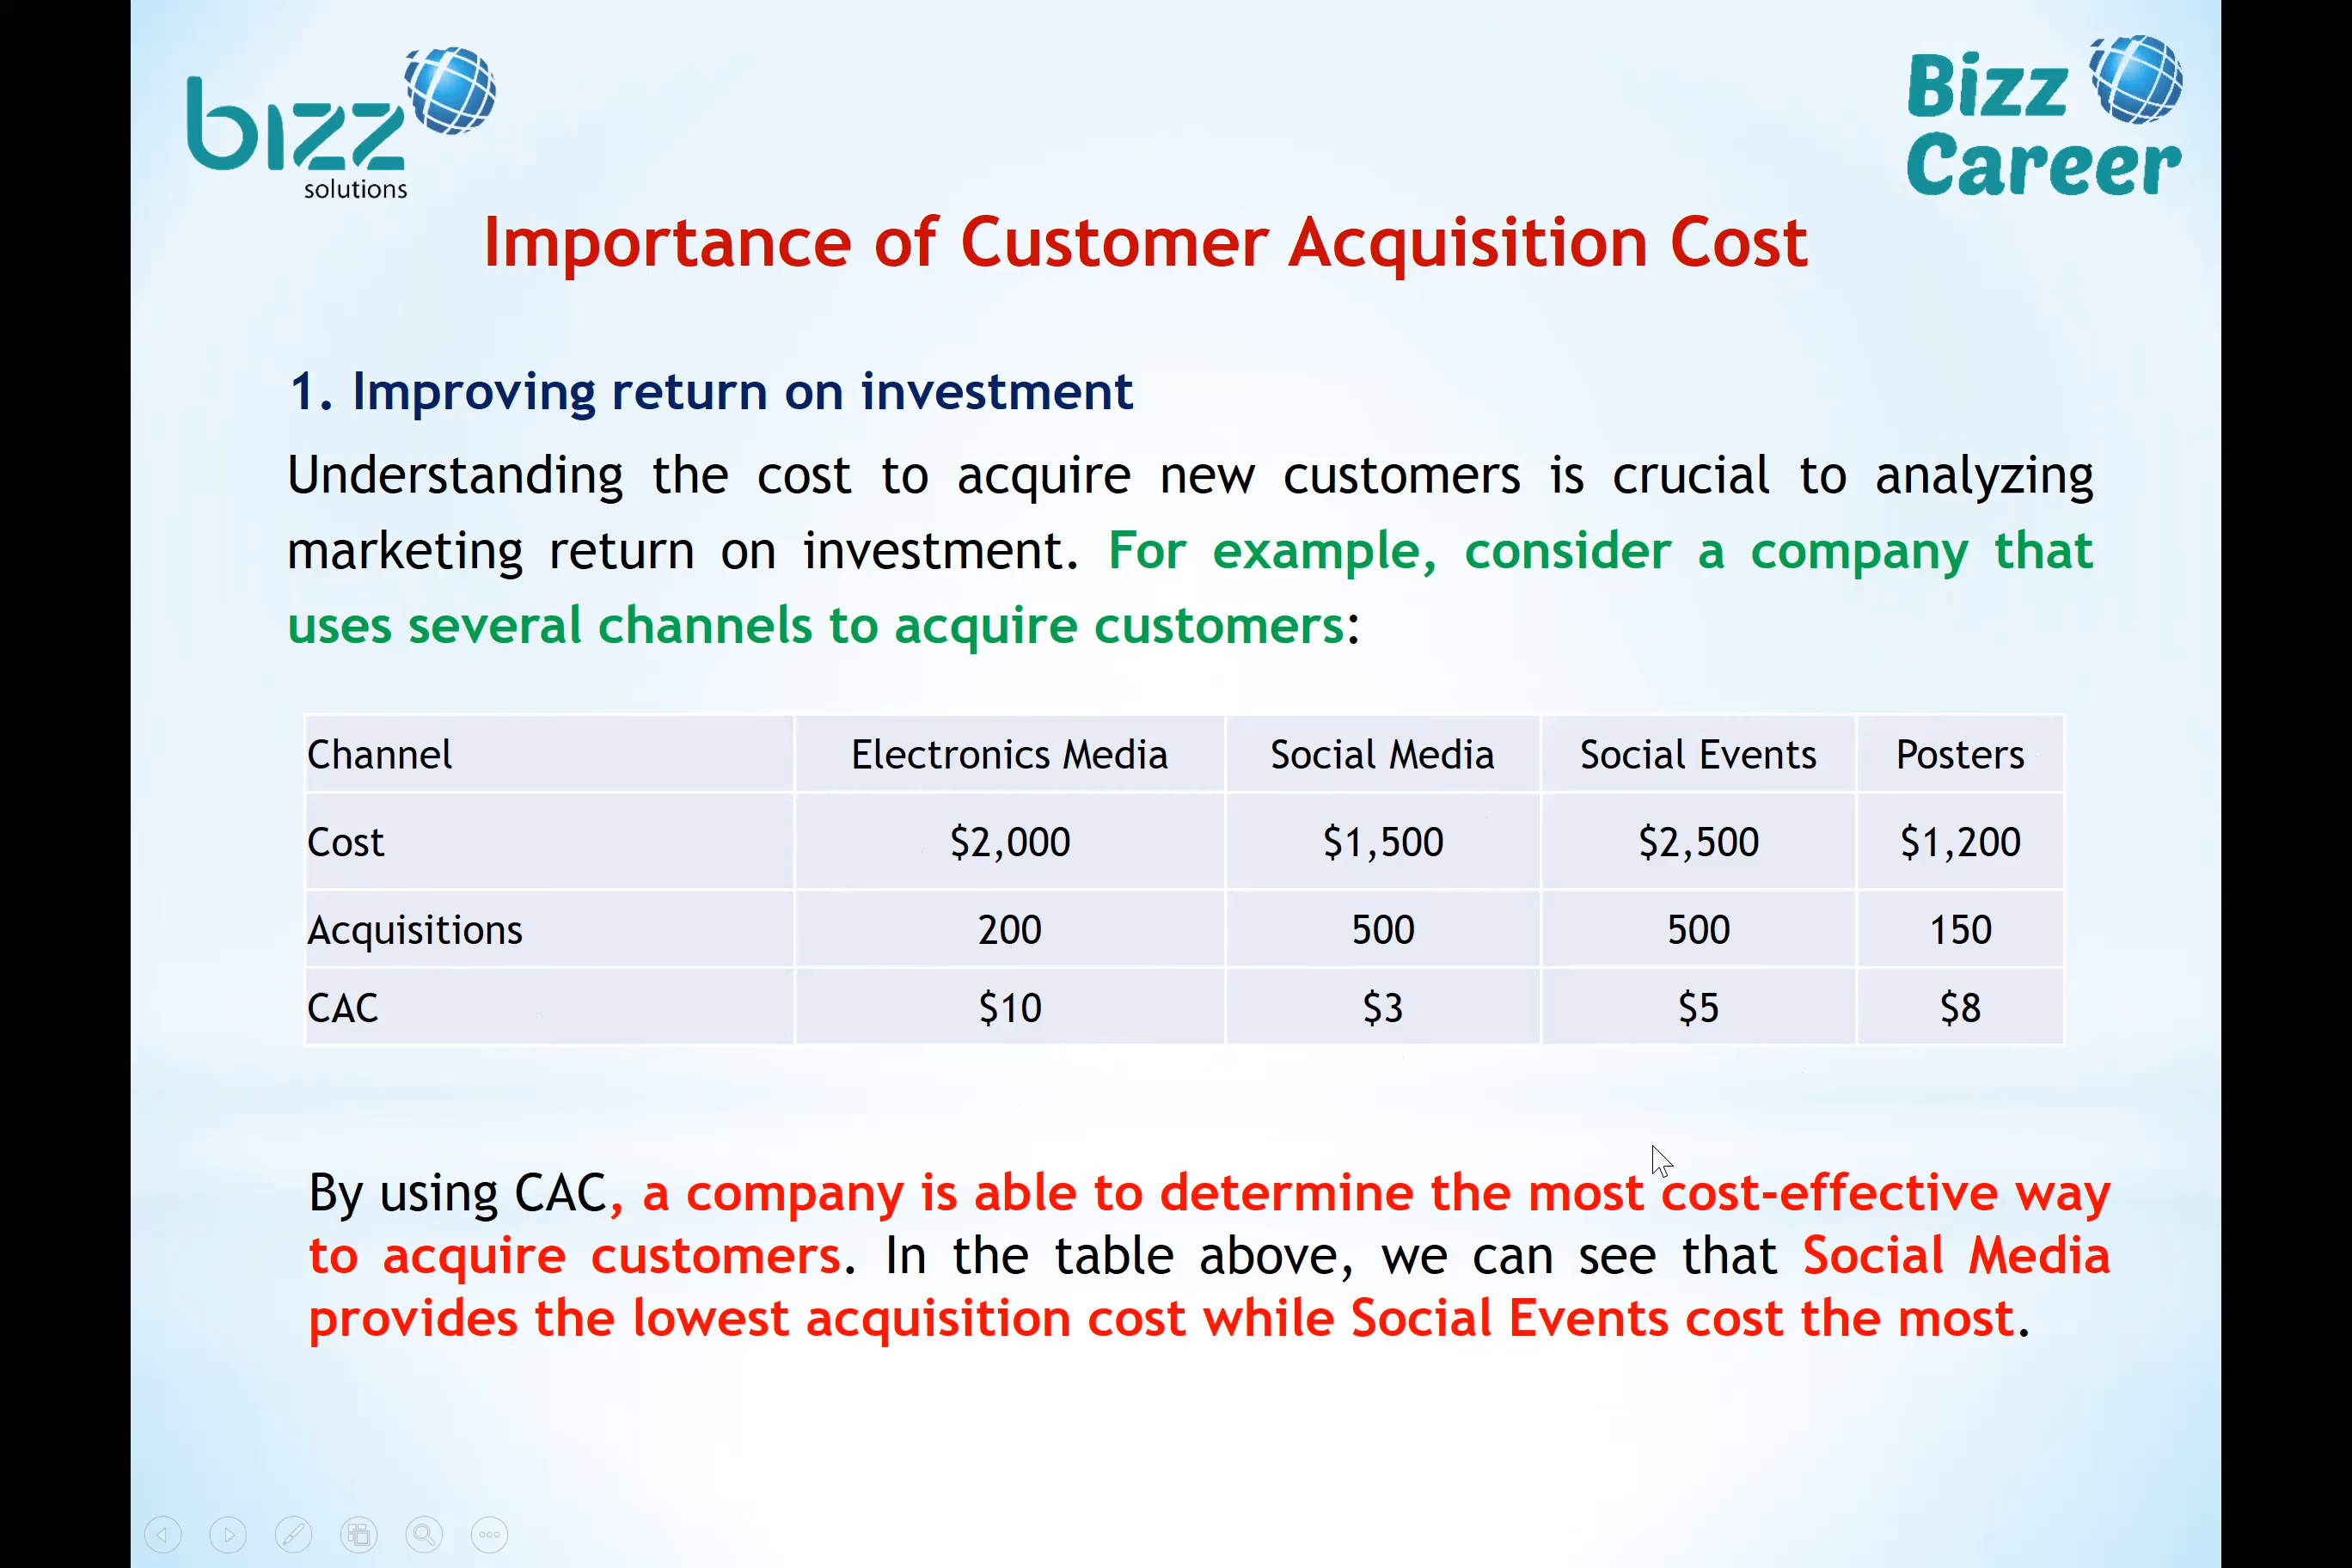 bizz
solutions
Bizz
Career
Importance of Customer Acquisition Cost
1. Improving return on investment
Understanding the cost to acquire new customers is crucial to analyzing
marketing return on investment. For example, consider a company that
uses several channels to acquire customers:
Channel Electronics Media Social Media Social Events Posters
Cost $2,000 $1,500 $2,500 $1,200
Acquisitions 200 500 500 150
CAC $10 $3 $5 $8
By using CAC, a company is able to determine the most cost-effective way
to acquire customers. In the table above, we can see that Social Media
provides the lowest acquisition cost while Social Events cost the most.